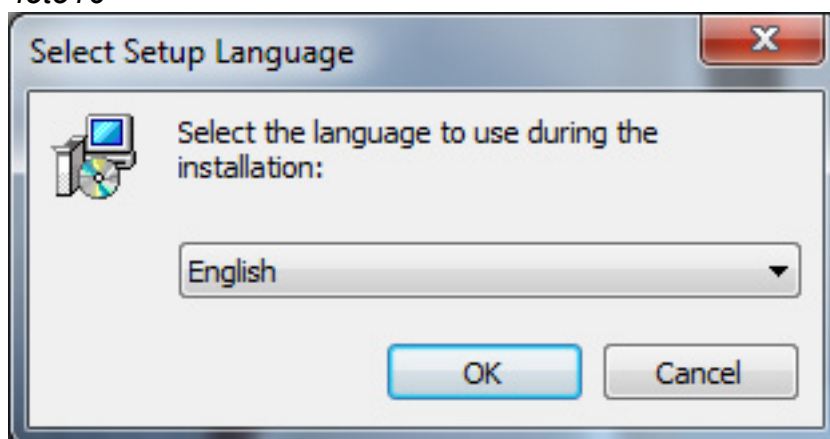 Select Setup Language
Select the language to use during the
installation:
English
OK
Cancel